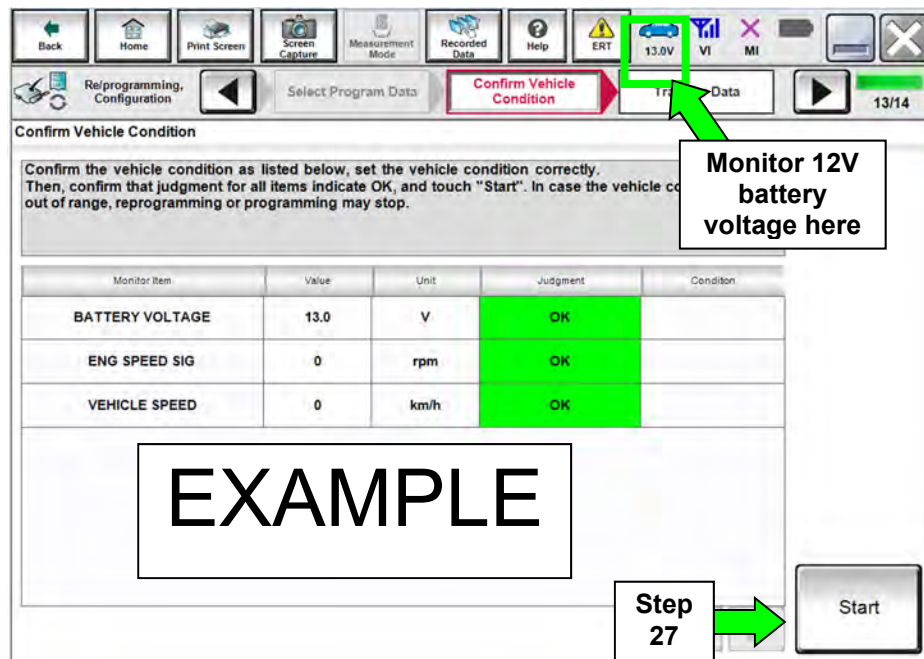 Back
Home
Print Screen
Screen
Capture
Measurement
Mode
Recorded
Data
Help
ERT
13.0V
VI
MI
Re/programming,
Configuration
Select Program Data
Confirm Vehicle
Condition
Data
13/14
Confirm Vehicle Condition
Confirm the vehicle condition as listed below, set the vehicle condition correctly.
Then, confirm that judgment for all items indicate OK, and touch "Start". In case the vehicle
out of range, reprogramming or programming may stop.
Monitor 12V
battery
voltage here
Monitor Item Value Unit Judgment Condition
BATTERY VOLTAGE 13.0 V OK
ENG SPEED SIG 0 rpm OK
VEHICLE SPEED 0 km/h OK
EXAMPLE
Step
27
Start